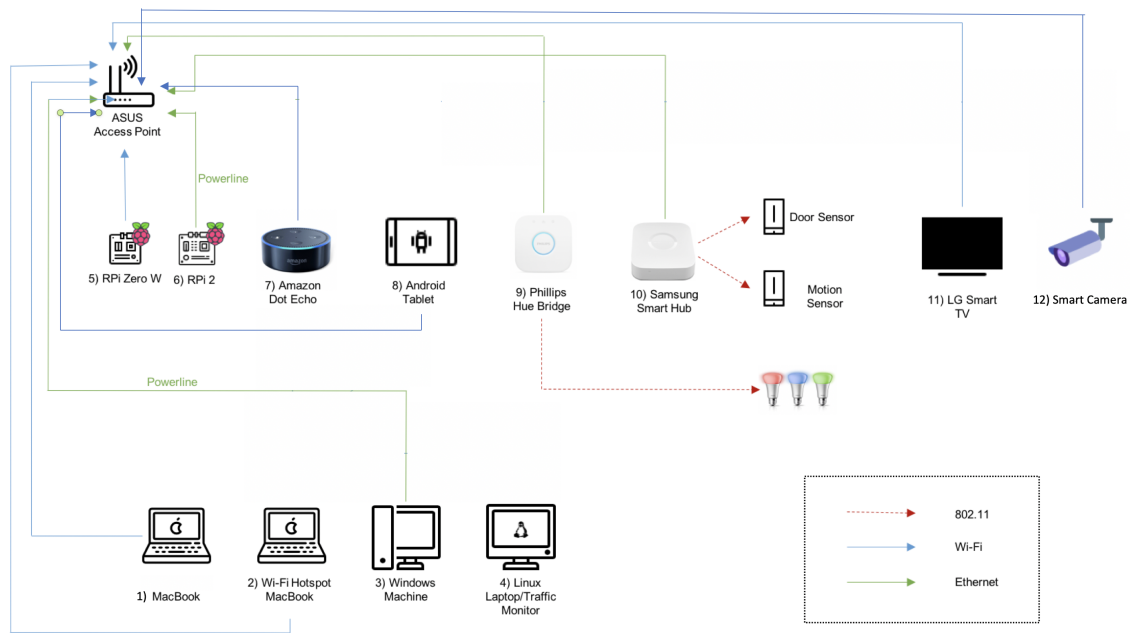 ASUS
Access Point
Powerline
5) RPi Zero W
6) RPi 2
7) Amazon
Dot Echo
8) Android
Tablet
9) Phillips
Hue Bridge
10) Samsung
Smart Hub
Door Sensor
Motion
Sensor
11) LG Smart
TV
12) Smart Camera
Powerline
1) MacBook
2) Wi-Fi Hotspot
MacBook
3) Windows
Machine
4) Linux
Laptop/Traffic
Monitor
802.11
Wi-Fi
Ethernet